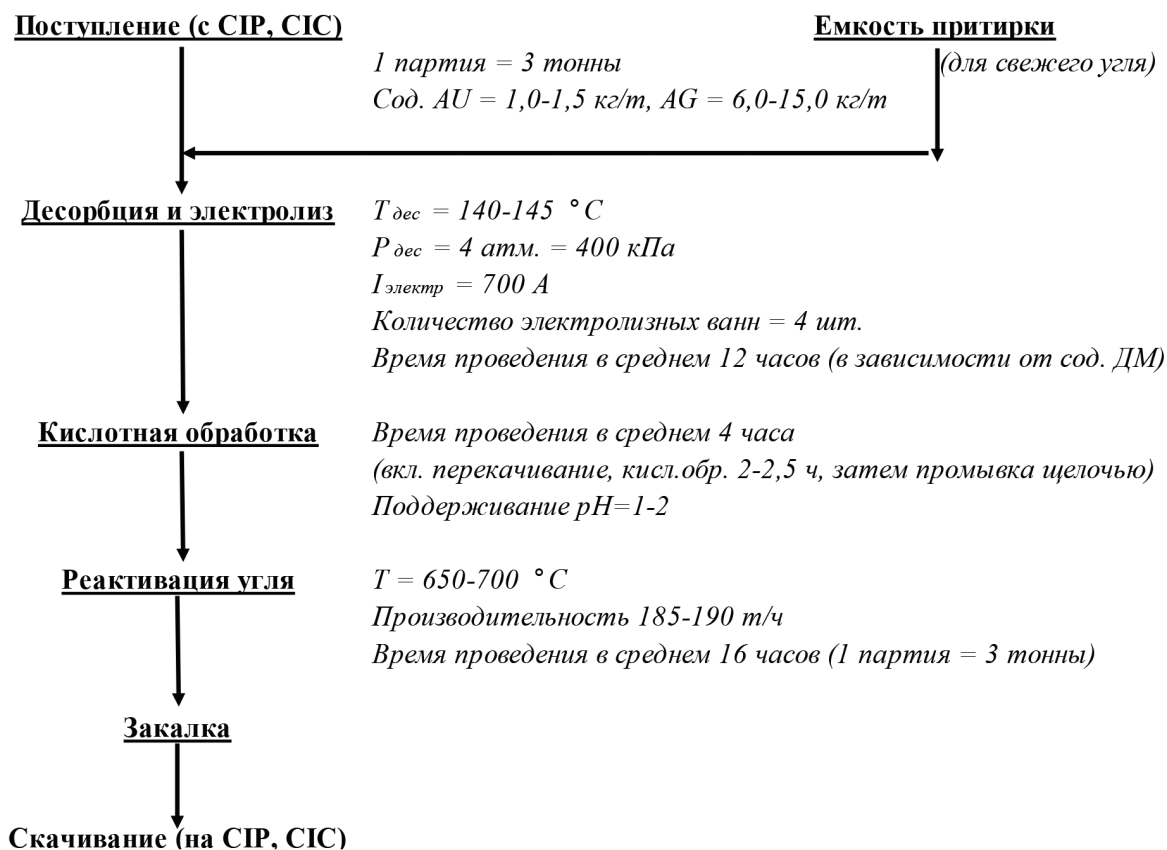 Поступление (с CIP, CIC)
Емкость притирки
(для свежего угля)
1 партия = 3 тонны
Сод. AU = 1,0-1,5 кг/т, AG = 6,0-15,0 кг/т
Десорбция и электролиз
T дес = 140-145 °C
P дес = 4 атм. = 400 кПа
I электр = 700 А
Количество электролизных ванн = 4 шт.
Время проведения в среднем 12 часов (в зависимости от сод. ДМ)
Кислотная обработка
Время проведения в среднем 4 часа
(вкл. перекачивание, кисл.обр. 2-2,5 ч, затем промывка щелочью)
Поддерживание pH=1-2
Реактивация угля
T = 650-700 °C
Производительность 185-190 т/ч
Время проведения в среднем 16 часов (1 партия = 3 тонны)
Закалка
Скачивание (на CIP, CIC)